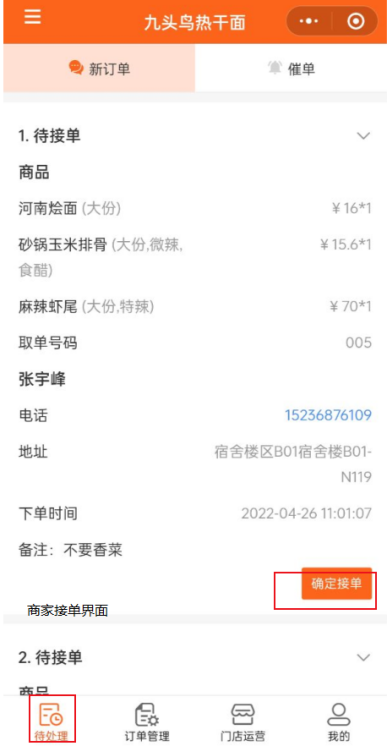 九头鸟热干面
新订单
催单
1. 待接单
商品
河南烩面 (大份) ¥16*1
砂锅玉米排骨 (大份,微辣, ¥15.6*1
食醋)
麻辣虾尾 (大份,特辣) ¥70*1
取单号码 005
张宇峰
电话 15236876109
地址 宿舍楼区B01宿舍楼B01-
N119
下单时间 2022-04-26 11:01:07
备注：不要香菜
确定接单
商家接单界面
2. 待接单
商品
待处理 订单管理 门店运营 我的